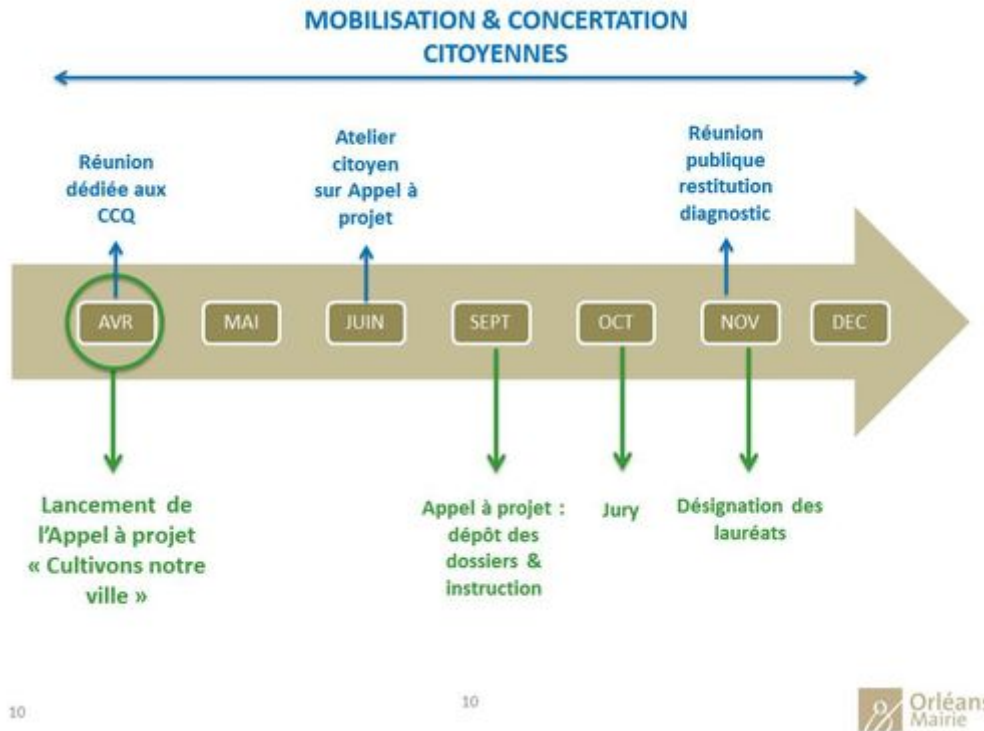 MOBILISATION & CONCERTATION
CITOYENNES
Réunion
dédiée aux
CCQ
Atelier
citoyen
sur Appel à
projet
Réunion
publique
restitution
diagnostic
AVR
MAI
JUIN
SEPT
OCT
NOV
DEC
Lancement de
l'Appel à projet
« Cultivons notre
ville »
Appel à projet :
dépôt des
dossiers &
instruction
Jury
Désignation des
lauréats
10
10
Orléans
Mairie